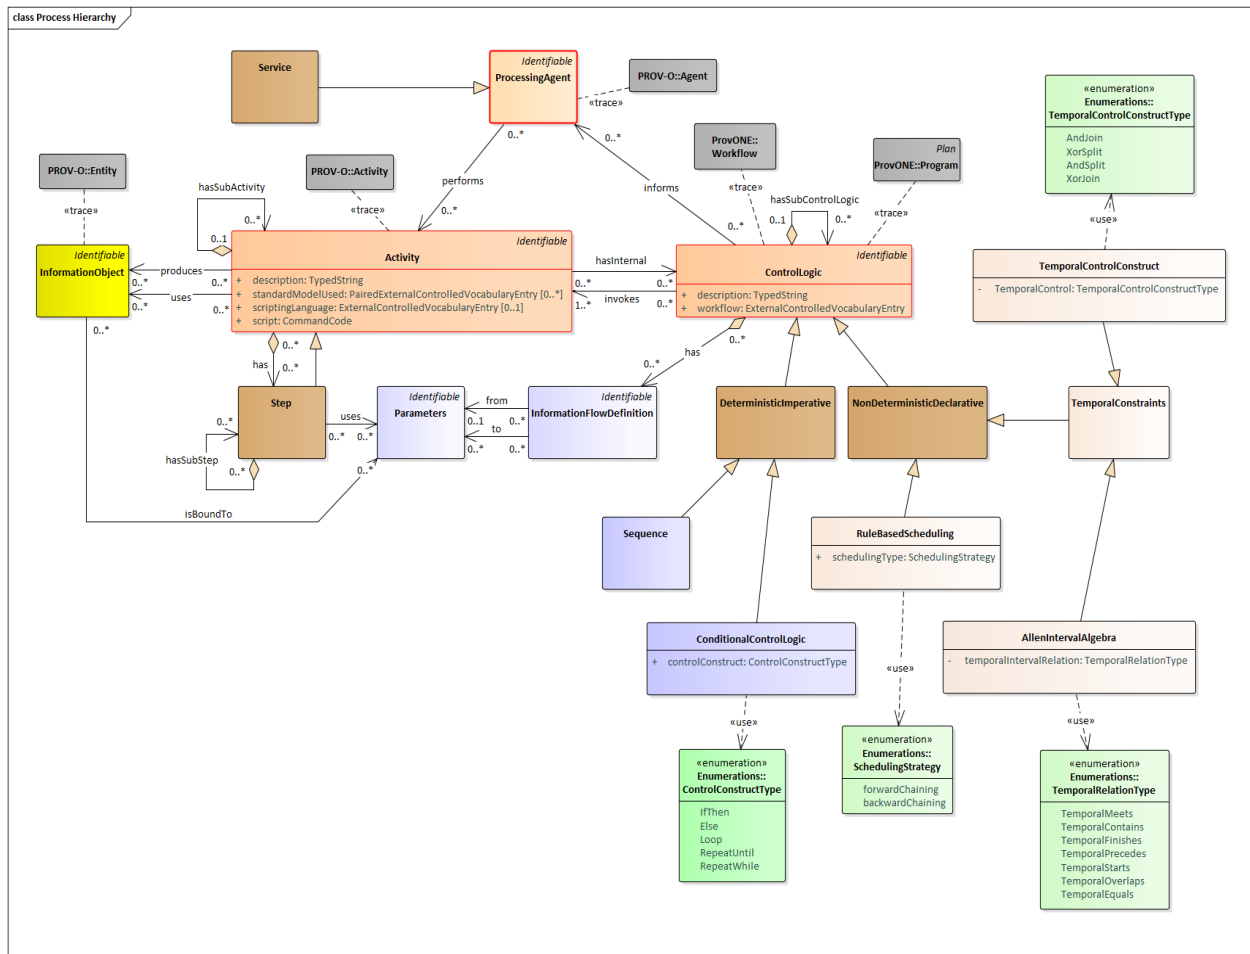 class Process Hierarchy
Service
Identifiable
ProcessingAgent
PROV-O::Agent
«trace»
«enumeration»
Enumerations::
TemporalControlConstructType
AndJoin
XorSplit
AndSplit
XorJoin
0..*
0..*
ProvONE::
Workflow
Plan
ProvONE::Program
PROV-O::Entity
PROV-O::Activity
hasSubActivity
performs
informs
«trace»
«trace»
«trace»
«trace»
hasSubControlLogic
«use»
0..*
0..1
0..*
0..*
0..1
0..*
Identifiable
InformationObject
produces
0..*
0..*
uses
0..*
0..*
Identifiable
Activity
+ description: TypedString
+ standardModelUsed: PairedExternalControlledVocabularyEntry [0..*]
+ scriptingLanguage: ExternalControlledVocabularyEntry [0..1]
+ script: CommandCode
hasInternal
0..*
0..*
invokes
1..*
0..*
Identifiable
ControlLogic
+ description: TypedString
+ workflow: ExternalControlledVocabularyEntry
TemporalControlConstruct
- TemporalControl: TemporalControlConstructType
0..*
0..*
has
0..*
has
0..*
0..*
Step
uses
0..*
0..*
0..*
hasSubStep
0..*
Identifiable
Parameters
from
0..1
0..*
to
0..*
0..*
Identifiable
InformationFlowDefinition
DeterministicImperative
NonDeterministicDeclarative
TemporalConstraints
0..*
isBoundTo
Sequence
RuleBasedScheduling
+ schedulingType: SchedulingStrategy
ConditionalControlLogic
+ controlConstruct: ControlConstructType
AllenIntervalAlgebra
- temporalIntervalRelation: TemporalRelationType
«use»
«use»
«use»
«enumeration»
Enumerations::
ControlConstructType
IfThen
Else
Loop
RepeatUntil
RepeatWhile
«enumeration»
Enumerations::
SchedulingStrategy
forwardChaining
backwardChaining
«enumeration»
Enumerations::
TemporalRelationType
TemporalMeets
TemporalContains
TemporalFinishes
TemporalPrecedes
TemporalStarts
TemporalOverlaps
TemporalEquals